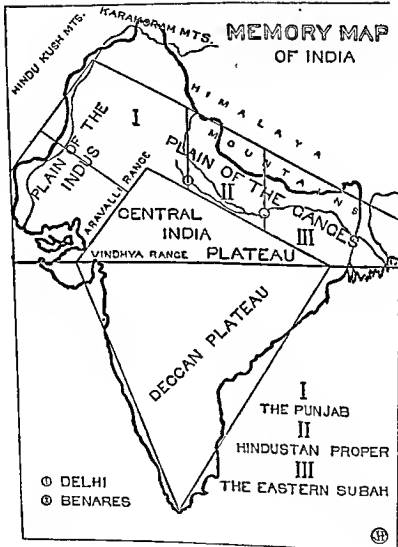 MEMORY MAP
OF INDIA
HINDU KUSH MTS.
KARAKORAM MTS.
HIMALAYA
MOUNTAINS
I
PLAIN OF THE
INDUS
PLAIN OF THE GANGES
II
III
ARAVALLI RANGE
CENTRAL
INDIA
PLATEAU
VINDHYA RANGE
DECCAN PLATEAU
I
THE PUNJAB
II
HINDUSTAN PROPER
III
THE EASTERN SUBAH
① DELHI
② BENARES